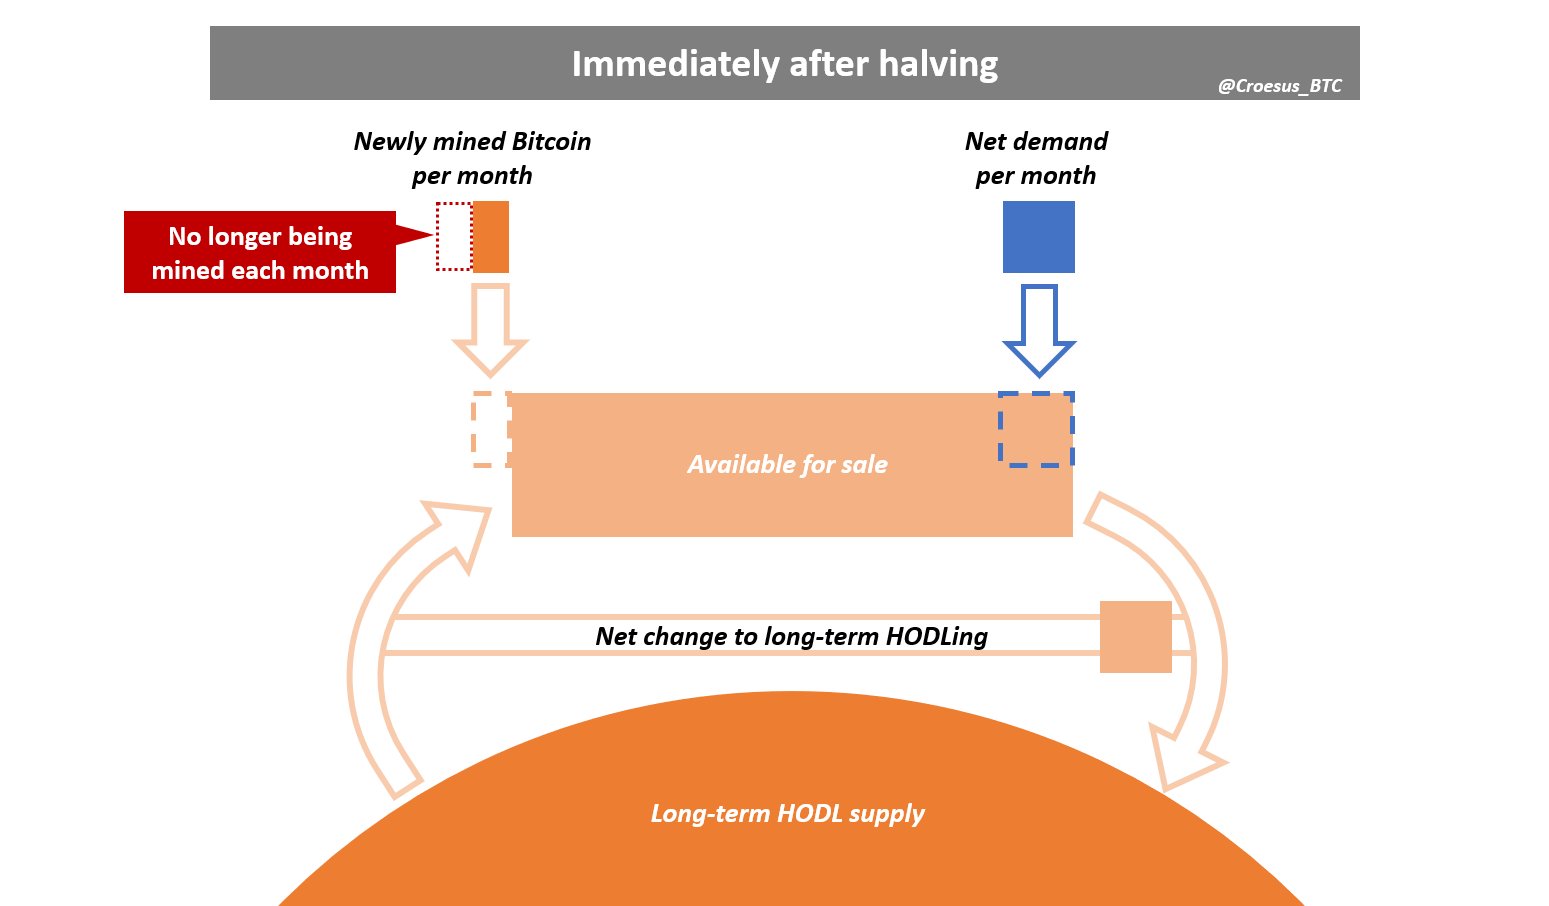 Immediately after halving
@Croesus_BTC
Newly mined Bitcoin
per month
Net demand
per month
No longer being
mined each month
Available for sale
Net change to long-term HODLing
Long-term HODL supply